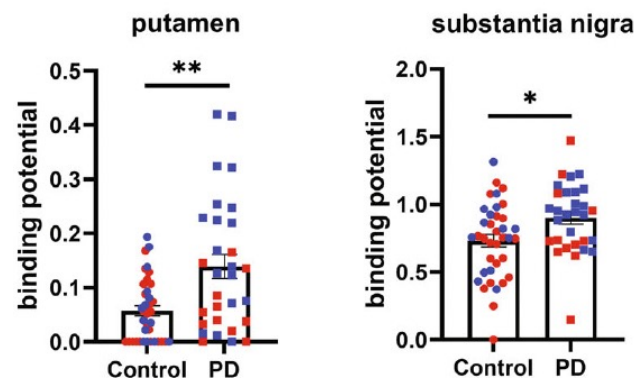 putamen
**
binding potential
0.5
0.4
0.3
0.2
0.1
0.0
Control PD
substantia nigra
*
binding potential
2.0
1.5
1.0
0.5
0.0
Control PD